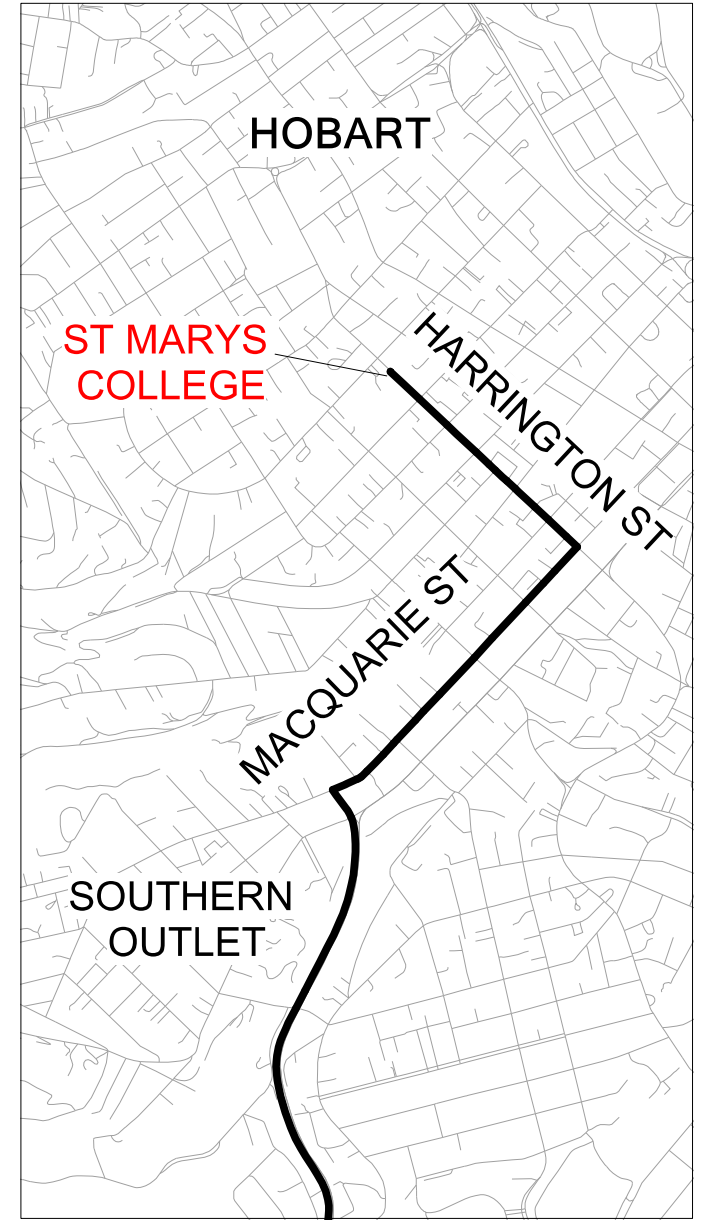 HOBART
ST MARYS
COLLEGE
HARRINGTON ST
MACQUARIE ST
SOUTHERN
OUTLET